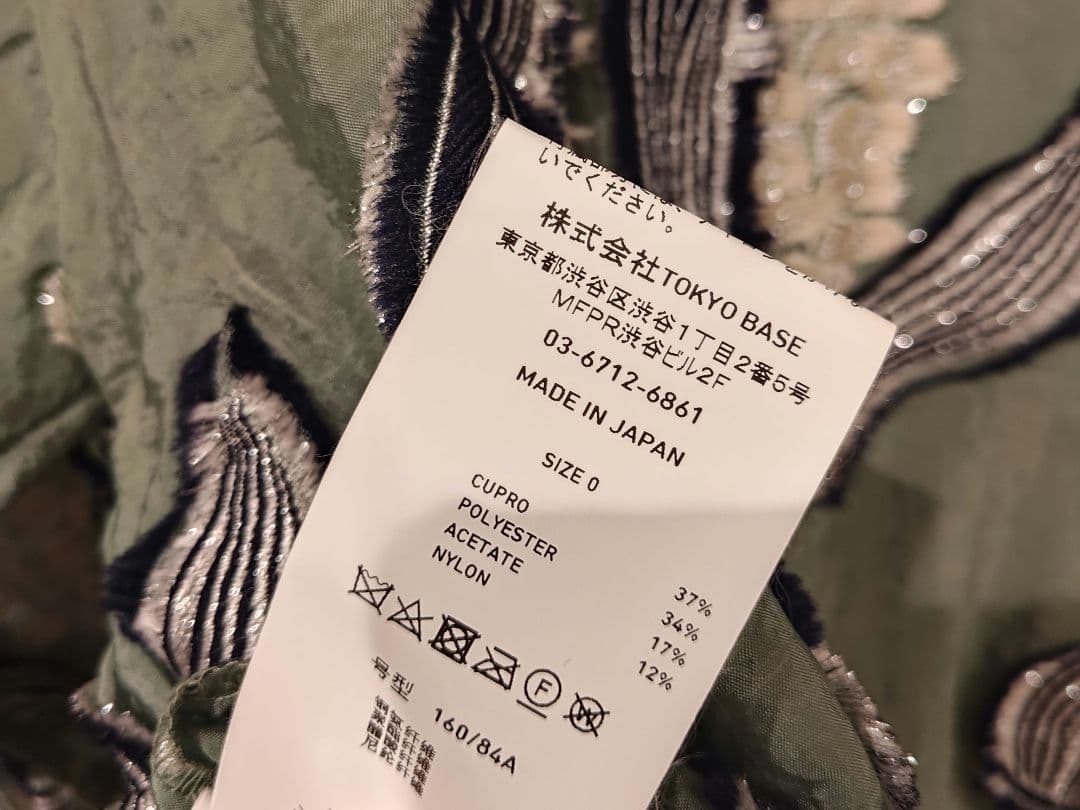 いでください。
株式会社TOKYO BASE
東京都渋谷区渋谷1丁目2番5号
MFPR渋谷ビル2F
03-6712-6861
MADE IN JAPAN
SIZE 0
CUPRO 37%
POLYESTER 34%
ACETATE 17%
NYLON 12%
F
W
号型 160/84A